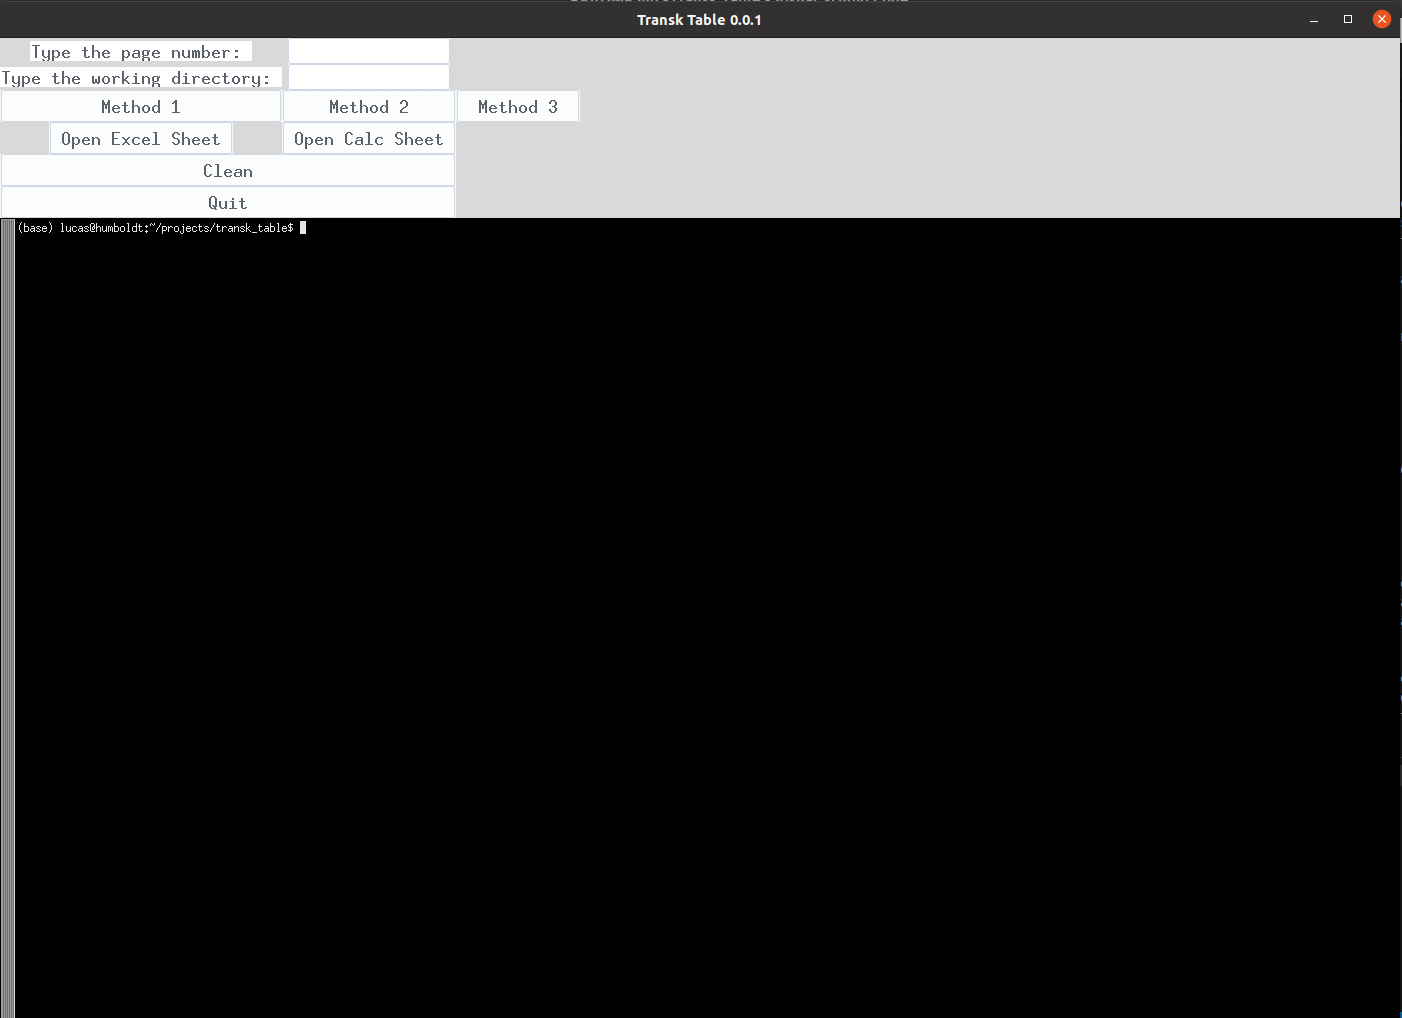 Transk Table 0.0.1
Type the page number:
Type the working directory:
Method 1 Method 2 Method 3
Open Excel Sheet Open Calc Sheet
Clean
Quit
(base) lucas@humboldt:~/projects/transk_table$